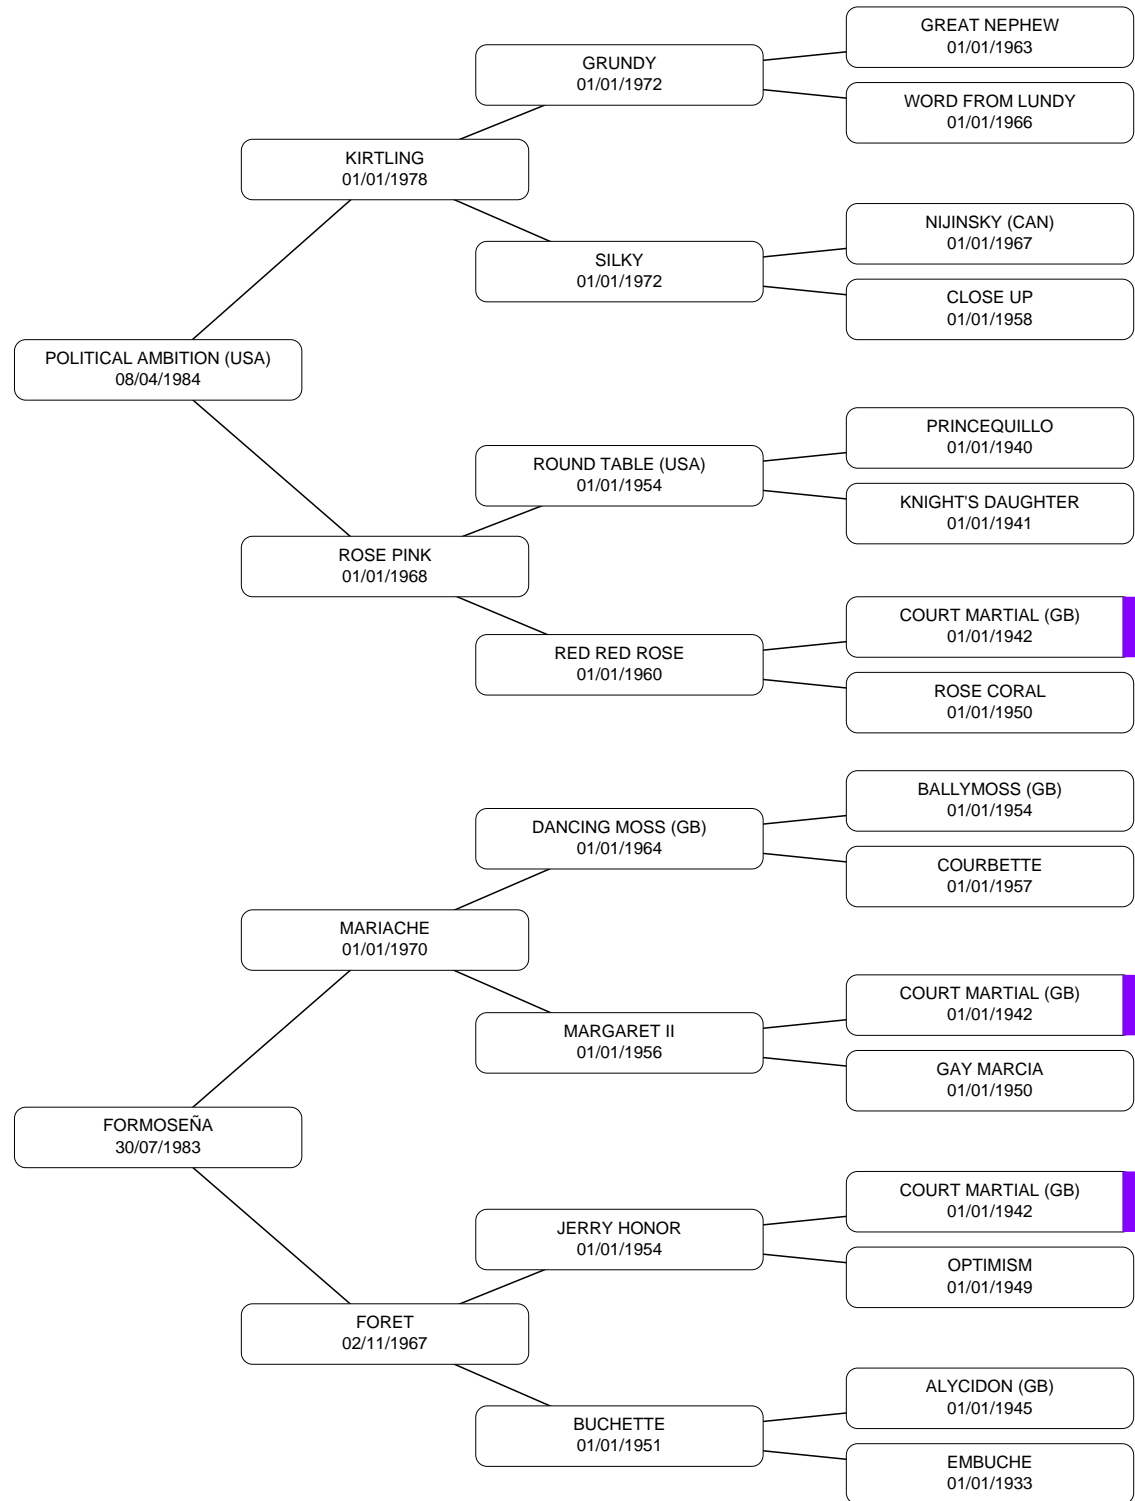 GREAT NEPHEW
01/01/1963
GRUNDY
01/01/1972
WORD FROM LUNDY
01/01/1966
KIRTLING
01/01/1978
NIJINSKY (CAN)
01/01/1967
SILKY
01/01/1972
CLOSE UP
01/01/1958
POLITICAL AMBITION (USA)
08/04/1984
PRINCEQUILLO
01/01/1940
ROUND TABLE (USA)
01/01/1954
KNIGHT'S DAUGHTER
01/01/1941
ROSE PINK
01/01/1968
COURT MARTIAL (GB)
01/01/1942
RED RED ROSE
01/01/1960
ROSE CORAL
01/01/1950
BALLYMOSS (GB)
01/01/1954
DANCING MOSS (GB)
01/01/1964
COURBETTE
01/01/1957
MARIACHE
01/01/1970
COURT MARTIAL (GB)
01/01/1942
MARGARET II
01/01/1956
GAY MARCIA
01/01/1950
FORMOSEÑA
30/07/1983
COURT MARTIAL (GB)
01/01/1942
JERRY HONOR
01/01/1954
OPTIMISM
01/01/1949
FORET
02/11/1967
ALYCIDON (GB)
01/01/1945
BUCHETTE
01/01/1951
EMBUCHE
01/01/1933